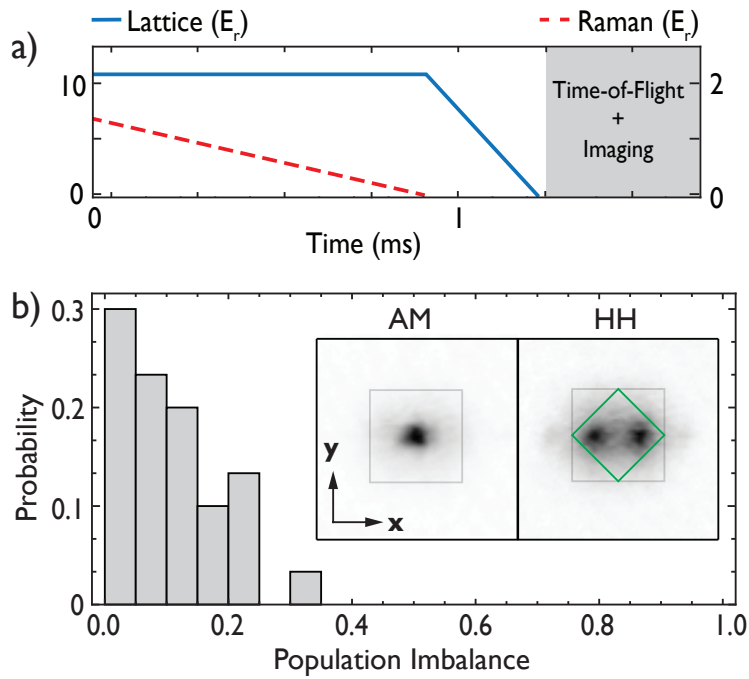 Lattice (E_r) Raman (E_r)
a)
10 2
Time-of-Flight
+
Imaging
0 0
0 1
Time (ms)
b)
0.3
AM HH
0.2
Probability
y
0.1
x
0
0.0 0.2 0.4 0.6 0.8 1.0
Population Imbalance